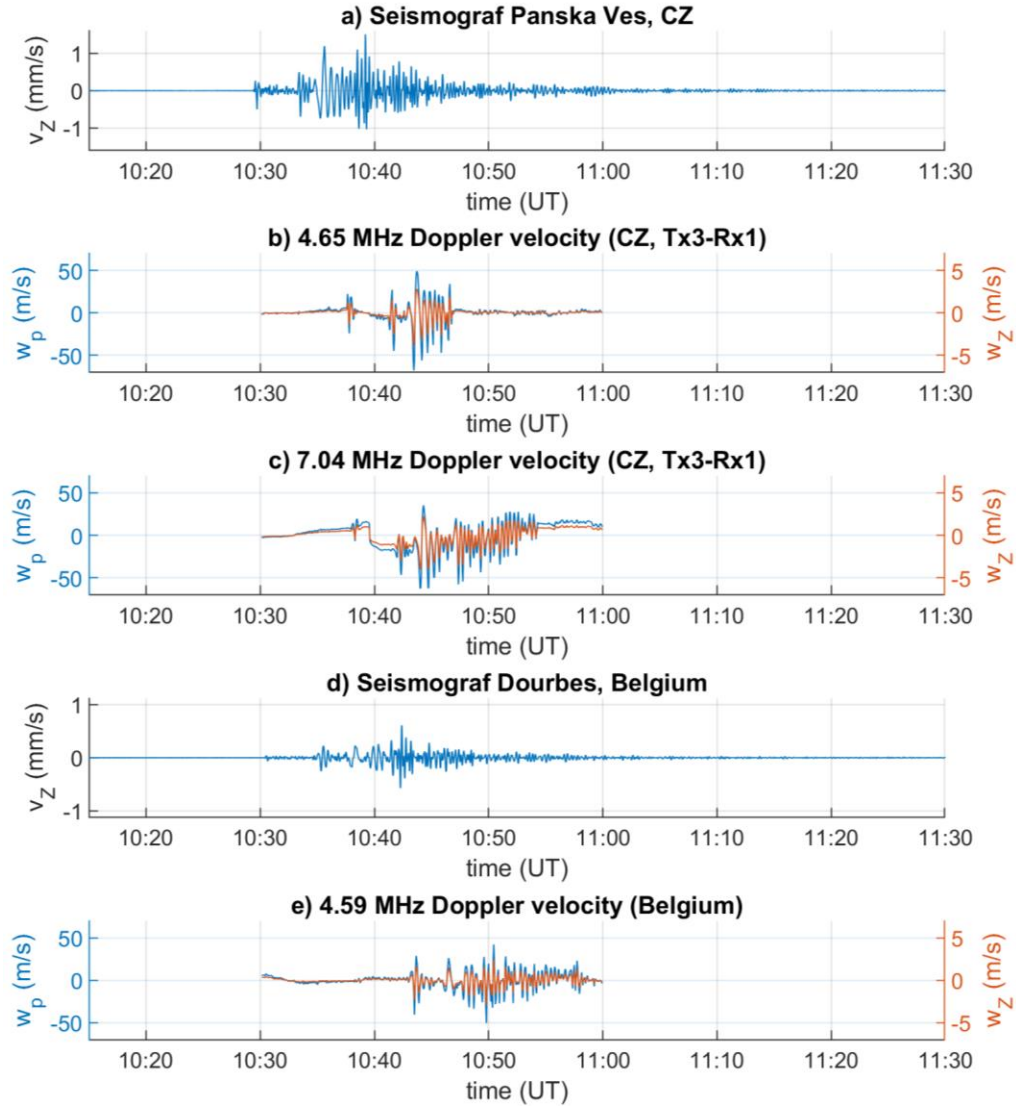 a) Seismograf Panska Ves, CZ
v_Z (mm/s)
1
0
-1
10:20 10:30 10:40 10:50 11:00 11:10 11:20 11:30
time (UT)
b) 4.65 MHz Doppler velocity (CZ, Tx3-Rx1)
w_p (m/s)
50
0
-50
5
0
-5
w_Z (m/s)
10:20 10:30 10:40 10:50 11:00 11:10 11:20 11:30
time (UT)
c) 7.04 MHz Doppler velocity (CZ, Tx3-Rx1)
w_p (m/s)
50
0
-50
5
0
-5
w_Z (m/s)
10:20 10:30 10:40 10:50 11:00 11:10 11:20 11:30
time (UT)
d) Seismograf Dourbes, Belgium
v_Z (mm/s)
1
0
-1
10:20 10:30 10:40 10:50 11:00 11:10 11:20 11:30
time (UT)
e) 4.59 MHz Doppler velocity (Belgium)
w_p (m/s)
50
0
-50
5
0
-5
w_Z (m/s)
10:20 10:30 10:40 10:50 11:00 11:10 11:20 11:30
time (UT)